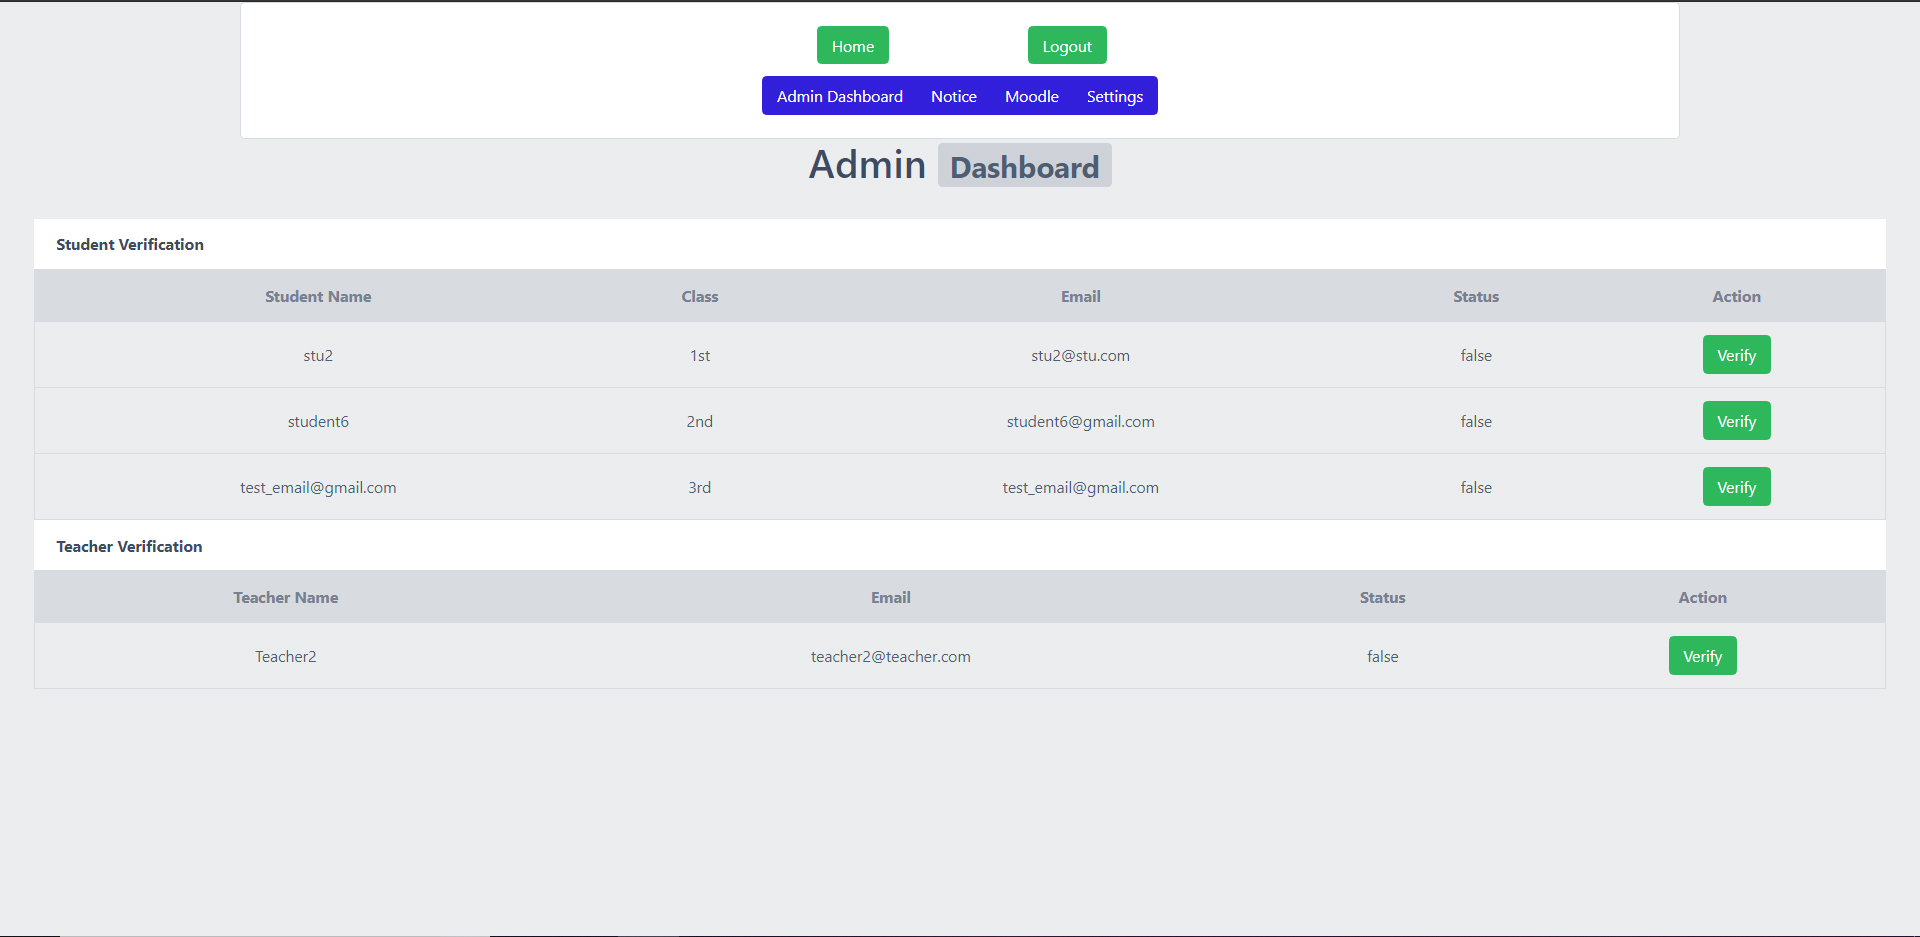 Home Logout
Admin Dashboard Notice Moodle Settings
Admin Dashboard
Student Verification
Student Name Class Email Status Action
stu2 1st stu2@stu.com false Verify
student6 2nd student6@gmail.com false Verify
test_email@gmail.com 3rd test_email@gmail.com false Verify
Teacher Verification
Teacher Name Email Status Action
Teacher2 teacher2@teacher.com false Verify